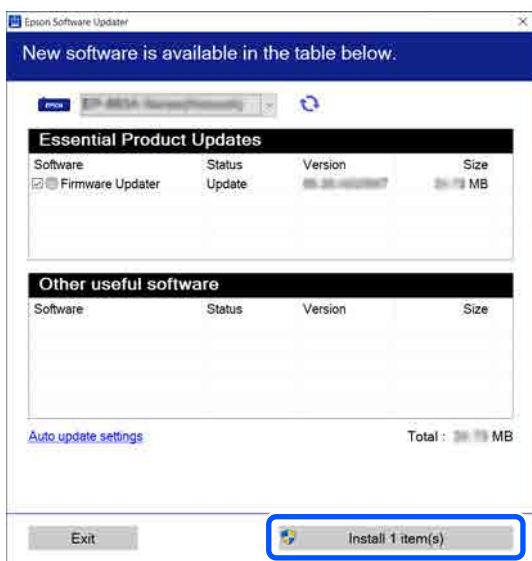 Epson Software Updater
New software is available in the table below.
EPSON
Essential Product Updates
Software Status Version Size
Firmware Updater Update MB
Other useful software
Software Status Version Size
Auto update settings Total : MB
Exit Install 1 item(s)